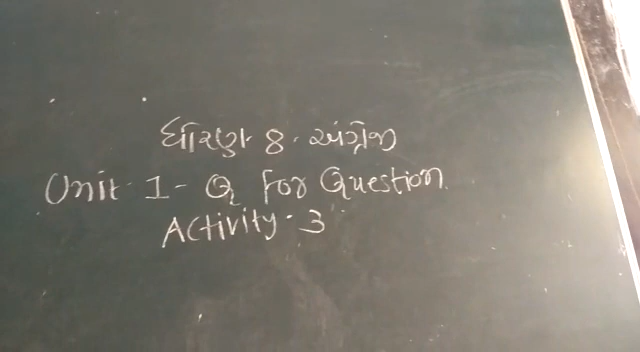 ધોરણ 8. અંગ્રેજી
Unit 1- Q for Question
Activity. 3